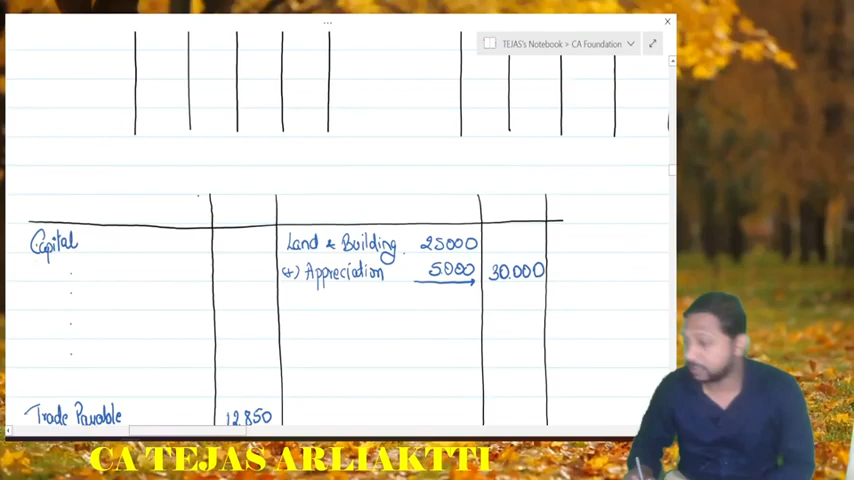 TEJAS's Notebook > CA Foundation
Capital
Land & Building 25000
(+) Appreciation 5000 30.000
Trade Payable 12,850
CA TEJAS ARLIAKTTI